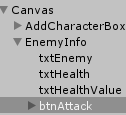 Canvas
AddCharacterBox
EnemyInfo
txtEnemy
txtHealth
txtHealthValue
btnAttack